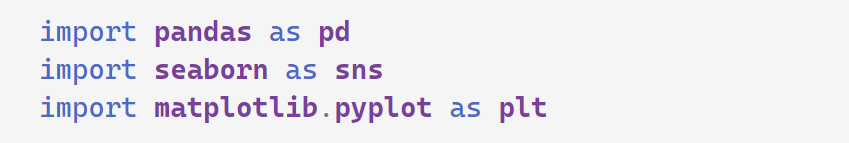 import pandas as pd
import seaborn as sns
import matplotlib.pyplot as plt